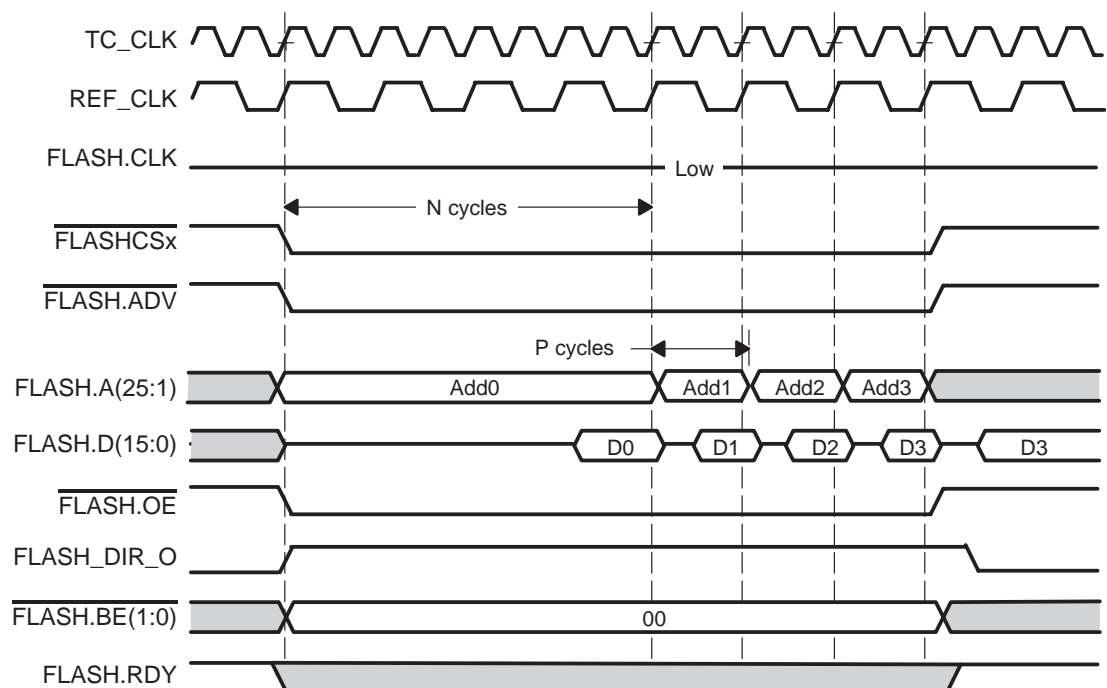 TC_CLK
REF_CLK
FLASH.CLK
Low
N cycles
FLASHCSx
FLASH.ADV
P cycles
FLASH.A(25:1) Add0 Add1 Add2 Add3
FLASH.D(15:0) D0 D1 D2 D3 D3
FLASH.OE
FLASH_DIR_O
FLASH.BE(1:0) 00
FLASH.RDY